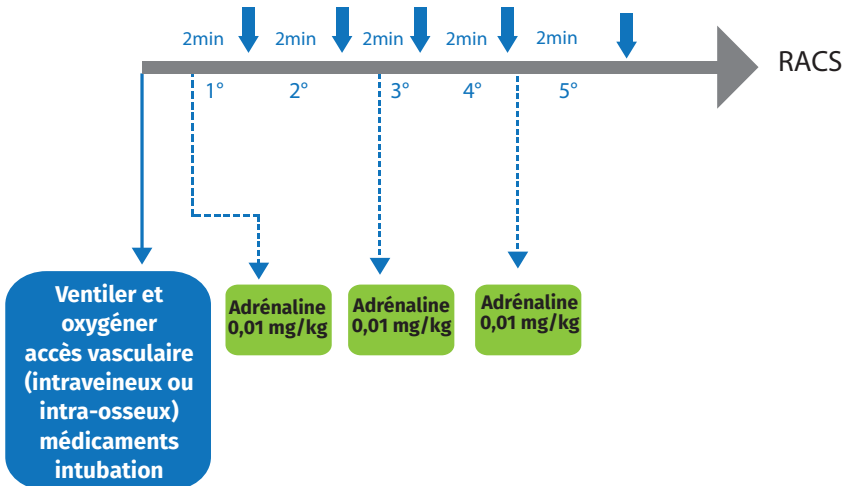 2min 2min 2min 2min 2min
RACS
1° 2° 3° 4° 5°
Ventiler et
oxygéner
accès vasculaire
(intraveineux ou
intra-osseux)
médicaments
intubation
Adrénaline
0,01 mg/kg
Adrénaline
0,01 mg/kg
Adrénaline
0,01 mg/kg